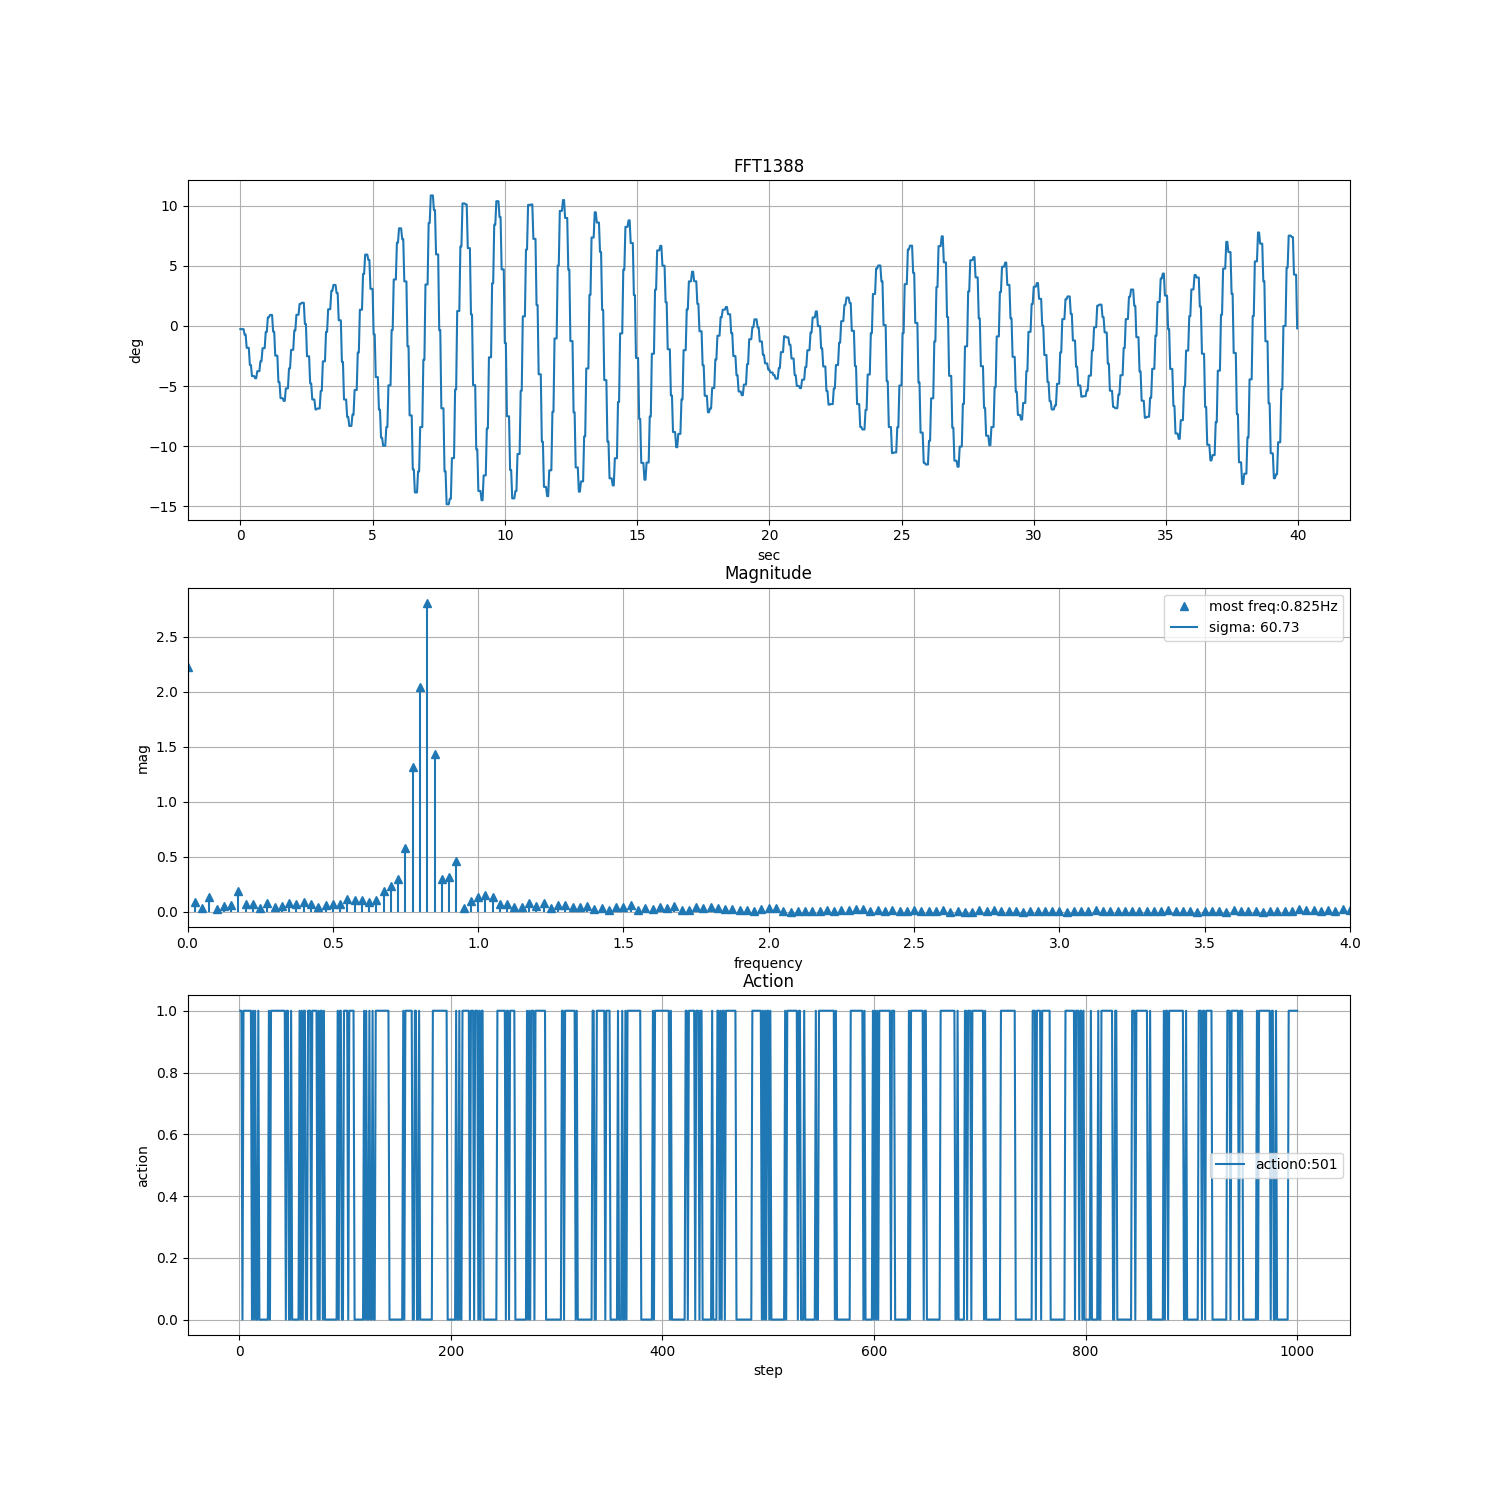 FFT1388
10
5
0
−5
−10
−15
deg
0 5 10 15 20 25 30 35 40
sec
Magnitude
most freq:0.825Hz
sigma: 60.73
2.5
2.0
1.5
1.0
0.5
0.0
mag
0.0 0.5 1.0 1.5 2.0 2.5 3.0 3.5 4.0
frequency
Action
1.0
0.8
0.6
0.4
0.2
0.0
action
action0:501
0 200 400 600 800 1000
step